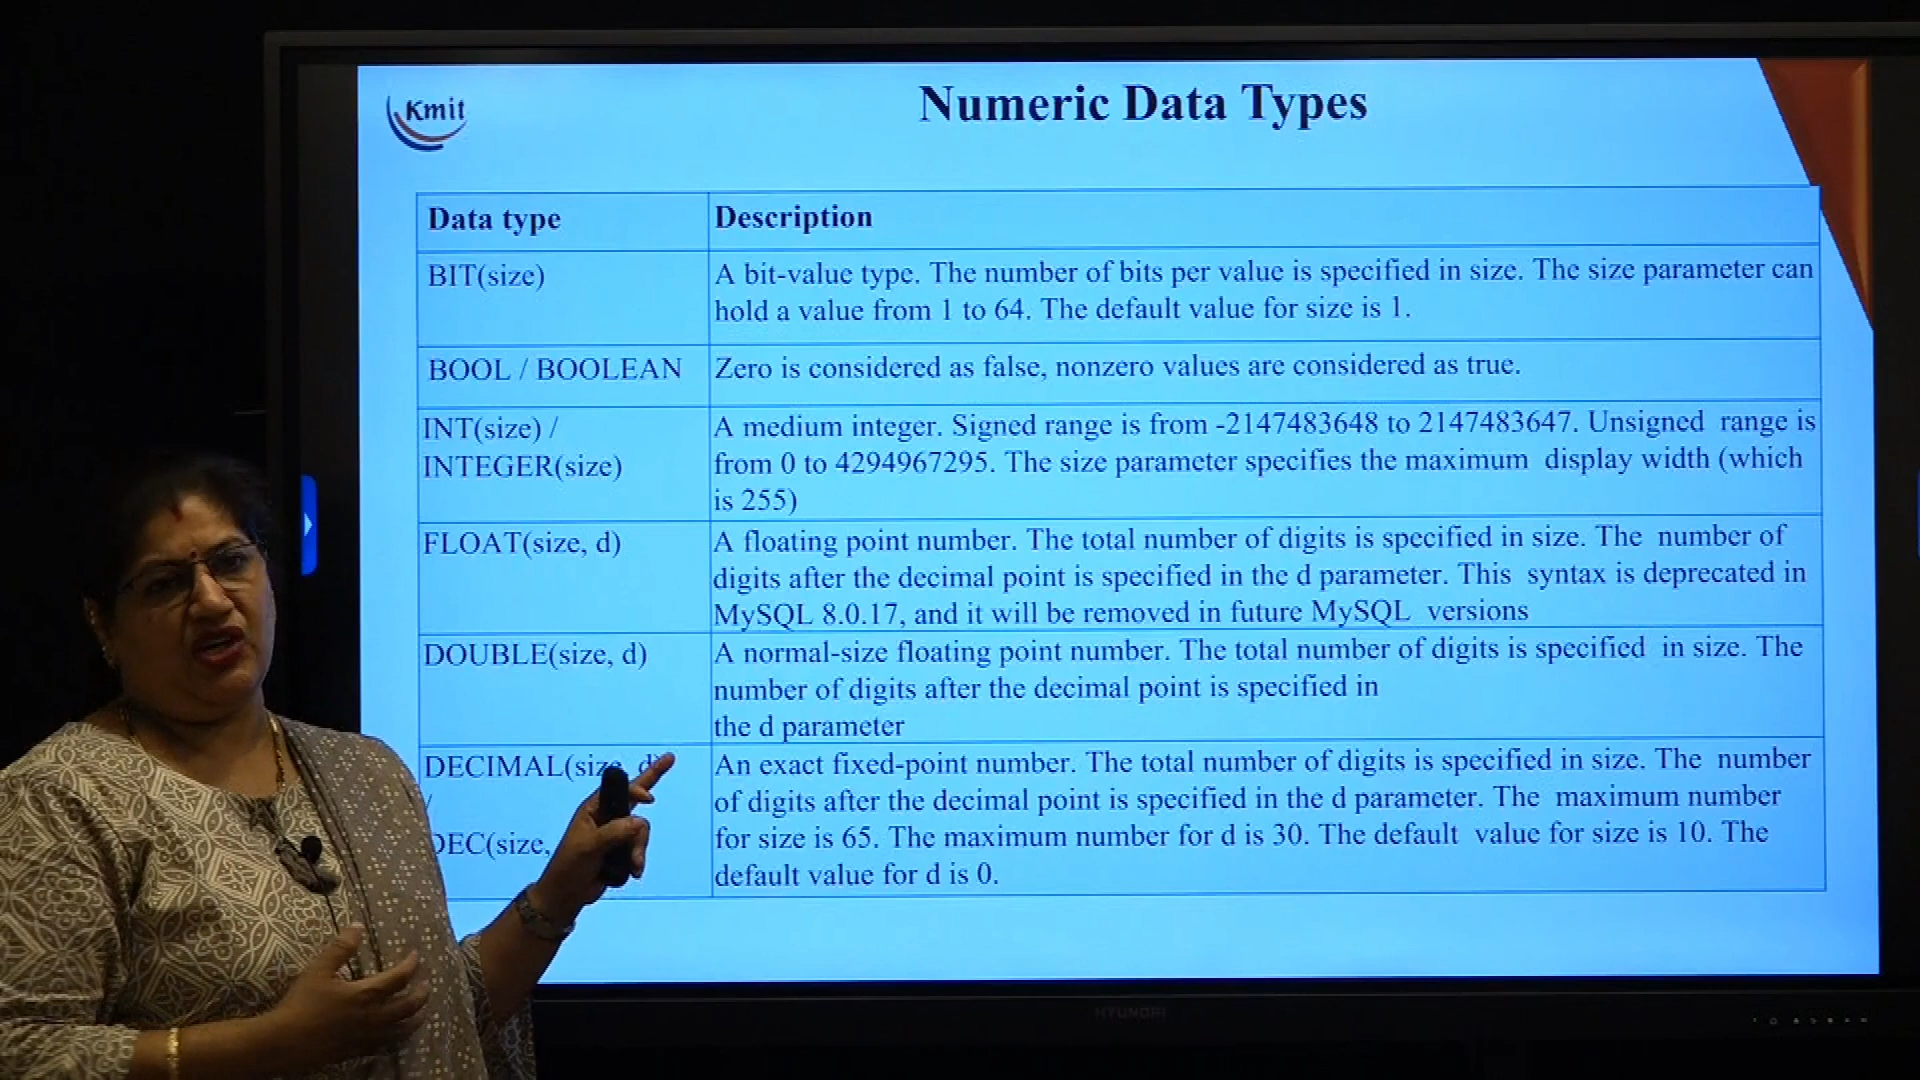 Kmit
Numeric Data Types
Data type
Description
BIT(size)
A bit-value type. The number of bits per value is specified in size. The size parameter can
hold a value from 1 to 64. The default value for size is 1.
BOOL / BOOLEAN
Zero is considered as false, nonzero values are considered as true.
INT(size) /
INTEGER(size)
A medium integer. Signed range is from -2147483648 to 2147483647. Unsigned range is
from 0 to 4294967295. The size parameter specifies the maximum display width (which
is 255)
FLOAT(size, d)
A floating point number. The total number of digits is specified in size. The number of
digits after the decimal point is specified in the d parameter. This syntax is deprecated in
MySQL 8.0.17, and it will be removed in future MySQL versions
DOUBLE(size, d)
A normal-size floating point number. The total number of digits is specified in size. The
number of digits after the decimal point is specified in
the d parameter
DECIMAL(size, d)
/
DEC(size,
An exact fixed-point number. The total number of digits is specified in size. The number
of digits after the decimal point is specified in the d parameter. The maximum number
for size is 65. The maximum number for d is 30. The default value for size is 10. The
default value for d is 0.
HYUNDAI